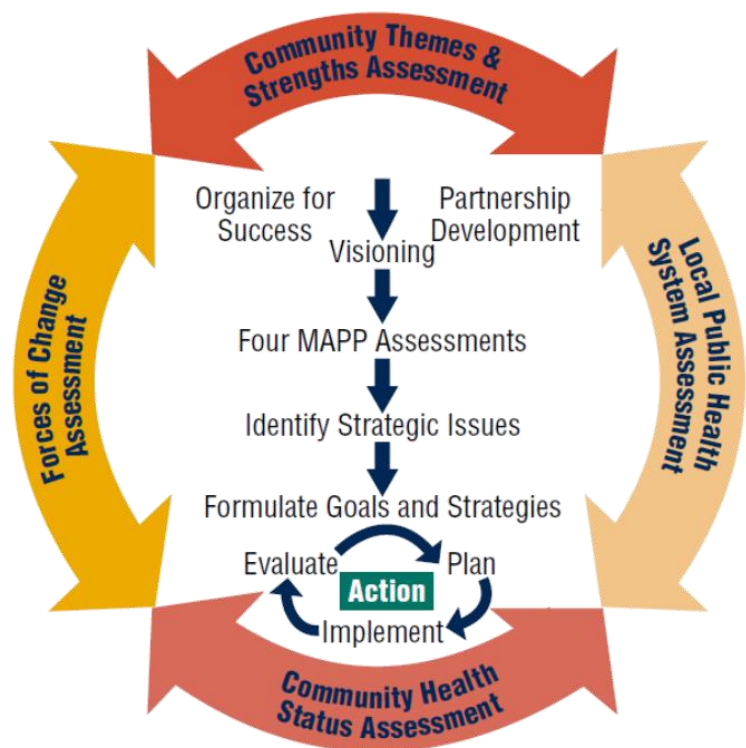 Community Themes &
Strengths Assessment
Organize for
Success
Partnership
Development
Visioning
Four MAPP Assessments
Identify Strategic Issues
Formulate Goals and Strategies
Evaluate
Plan
Action
Implement
Forces of Change
Assessment
Local Public Health
System Assessment
Community Health
Status Assessment